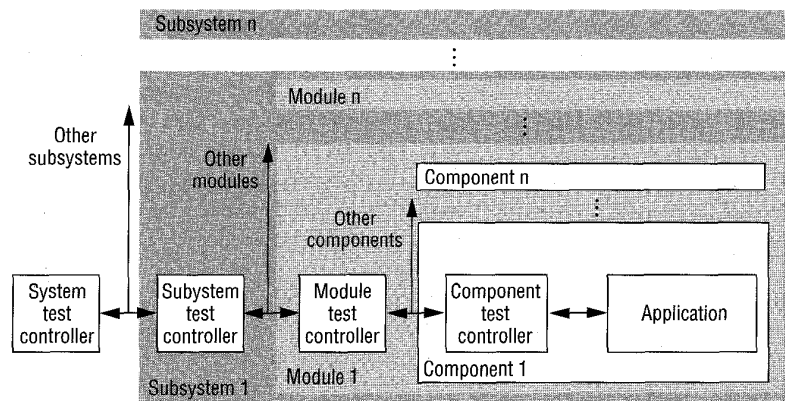 Subsystem n
Module n
Other
subsystems
Other
modules
Component n
Other
components
System
test
controller
Subystem
test
controller
Module
test
controller
Component
test
controller
Application
Component 1
Module 1
Subsystem 1